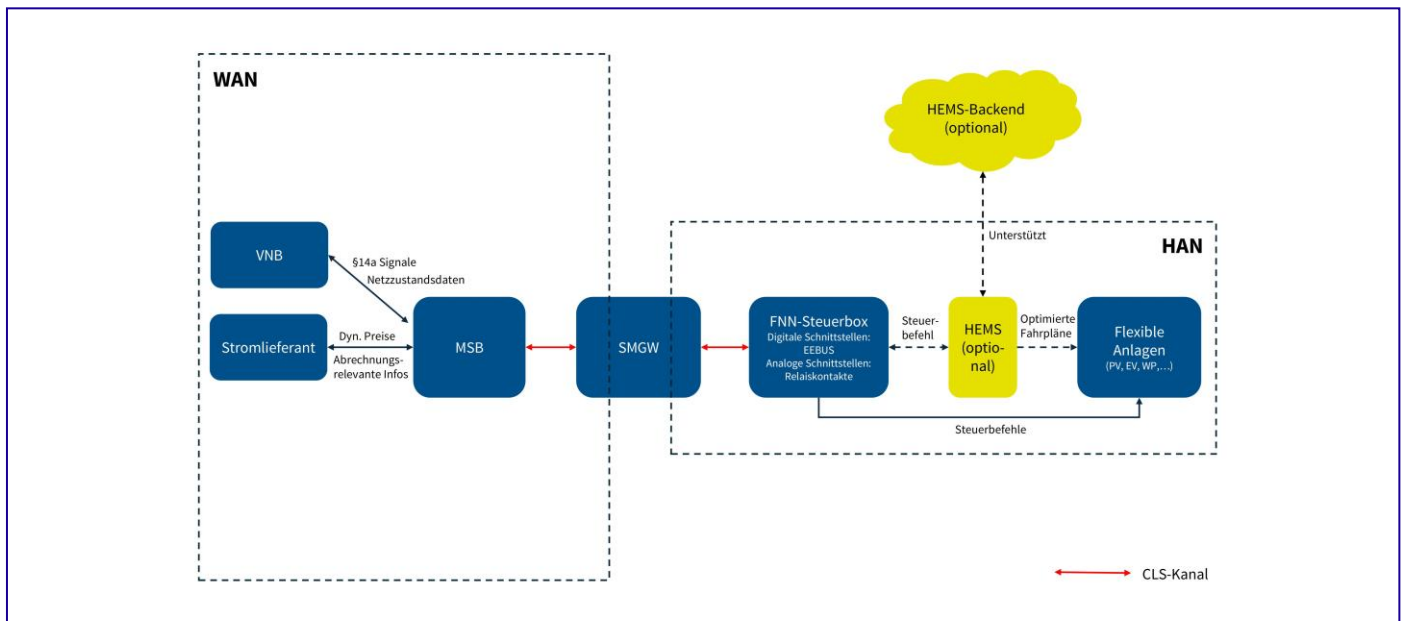 WAN
HEMS-Backend
(optional)
Unterstützt
HAN
VNB
§14a Signale
Netzzustandsdaten
Stromlieferant
Dyn. Preise
Abrechnungs-
relevante Infos
MSB
SMGW
FNN-Steuerbox
Digitale Schnittstellen:
EEBUS
Analoge Schnittstellen:
Relaiskontakte
Steuer-
befehl
HEMS
(optio-
nal)
Optimierte
Fahrpläne
Flexible
Anlagen
(PV, EV, WP,...)
Steuerbefehle
CLS-Kanal